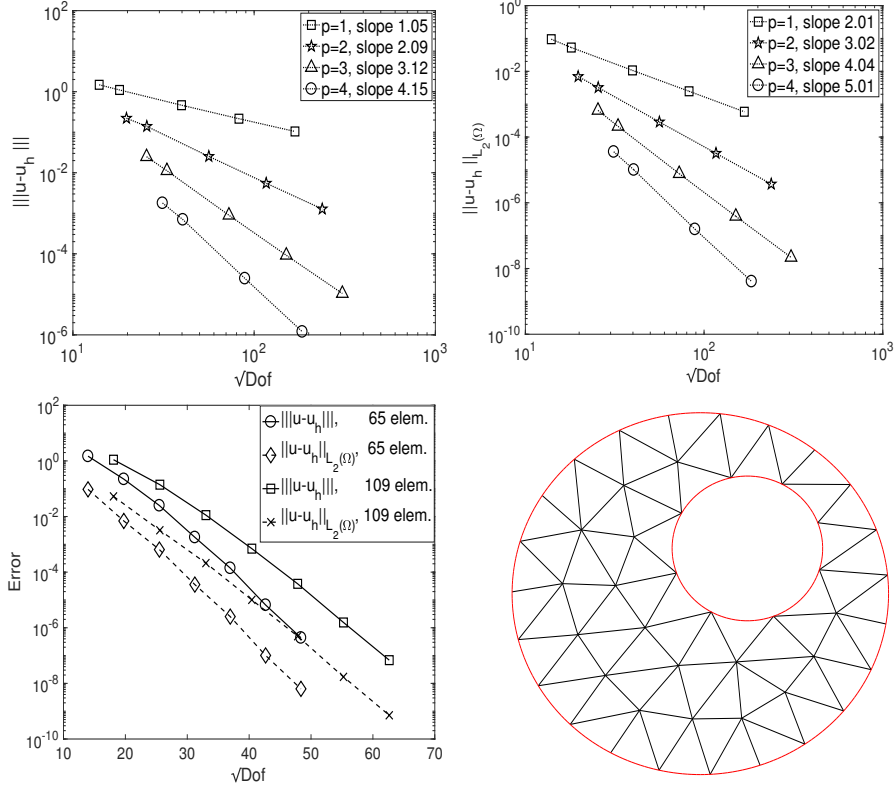 p=1, slope 1.05
p=2, slope 2.09
p=3, slope 3.12
p=4, slope 4.15
10^2
10^0
10^-2
10^-4
10^-6
|||u-u_h |||
10^1
10^2
10^3
√Dof
p=1, slope 2.01
p=2, slope 3.02
p=3, slope 4.04
p=4, slope 5.01
10^0
10^-2
10^-4
10^-6
10^-8
10^-10
||u-u_h ||_L_2(Ω)
10^1
10^2
10^3
√Dof
|||u-u_h|||, 65 elem.
||u-u_h||_L_2(Ω), 65 elem.
|||u-u_h|||, 109 elem.
||u-u_h||_L_2(Ω), 109 elem.
10^2
10^0
10^-2
10^-4
10^-6
10^-8
10^-10
Error
10 20 30 40 50 60 70
√Dof